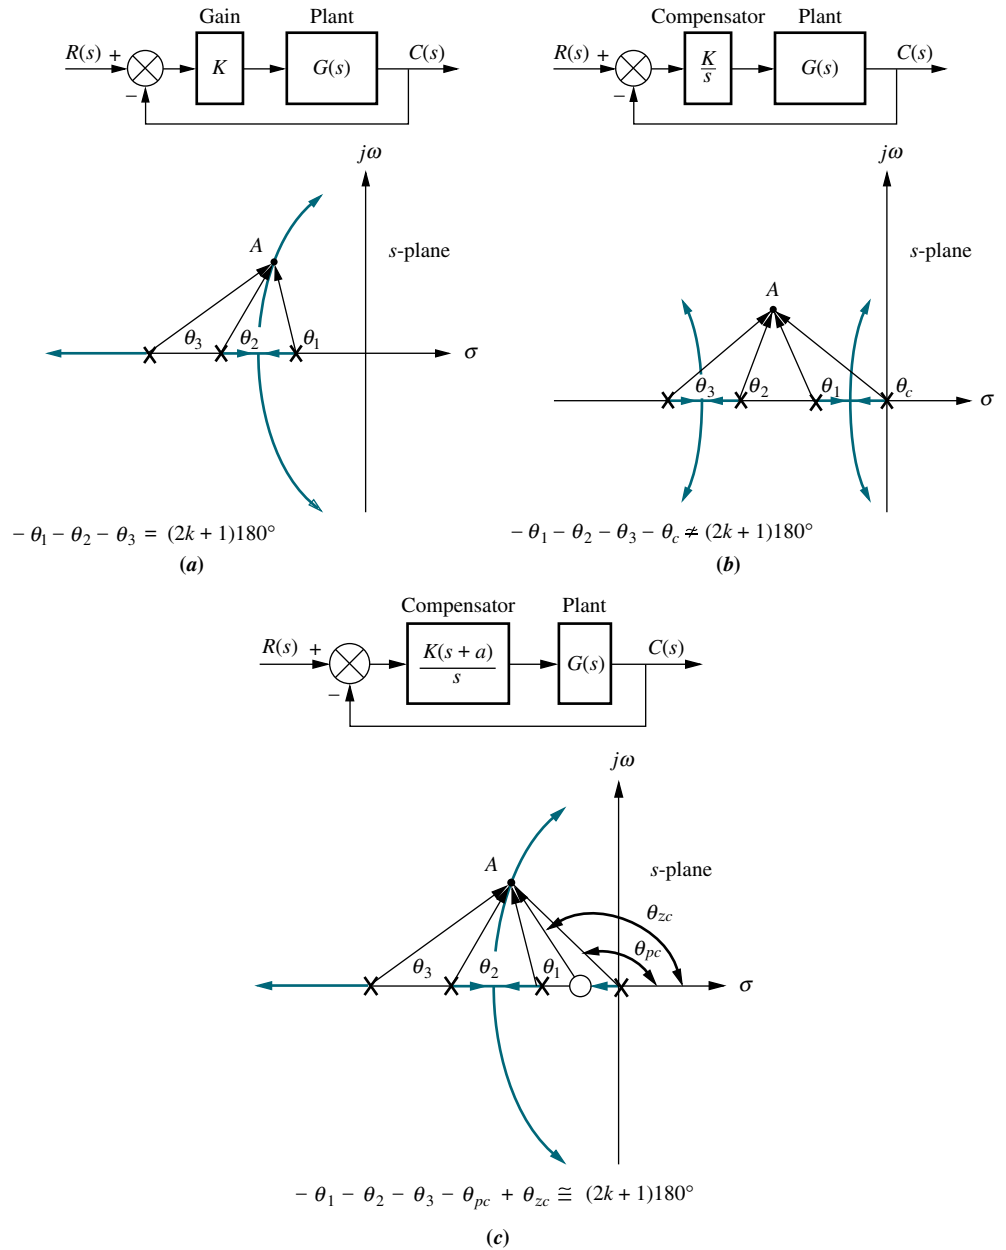 Gain Plant
R(s) + K G(s) C(s)
−
jω
A
s-plane
θ3 θ2 θ1
σ
− θ1 − θ2 − θ3 = (2k + 1)180°
(a)
Compensator Plant
R(s) + K/s G(s) C(s)
−
jω
s-plane
A
θ3 θ2 θ1 θc
σ
− θ1 − θ2 − θ3 − θc ≠ (2k + 1)180°
(b)
Compensator Plant
R(s) + K(s + a)/s G(s) C(s)
−
jω
A
s-plane
θzc
θpc
θ3 θ2 θ1
σ
− θ1 − θ2 − θ3 − θpc + θzc ≅ (2k + 1)180°
(c)